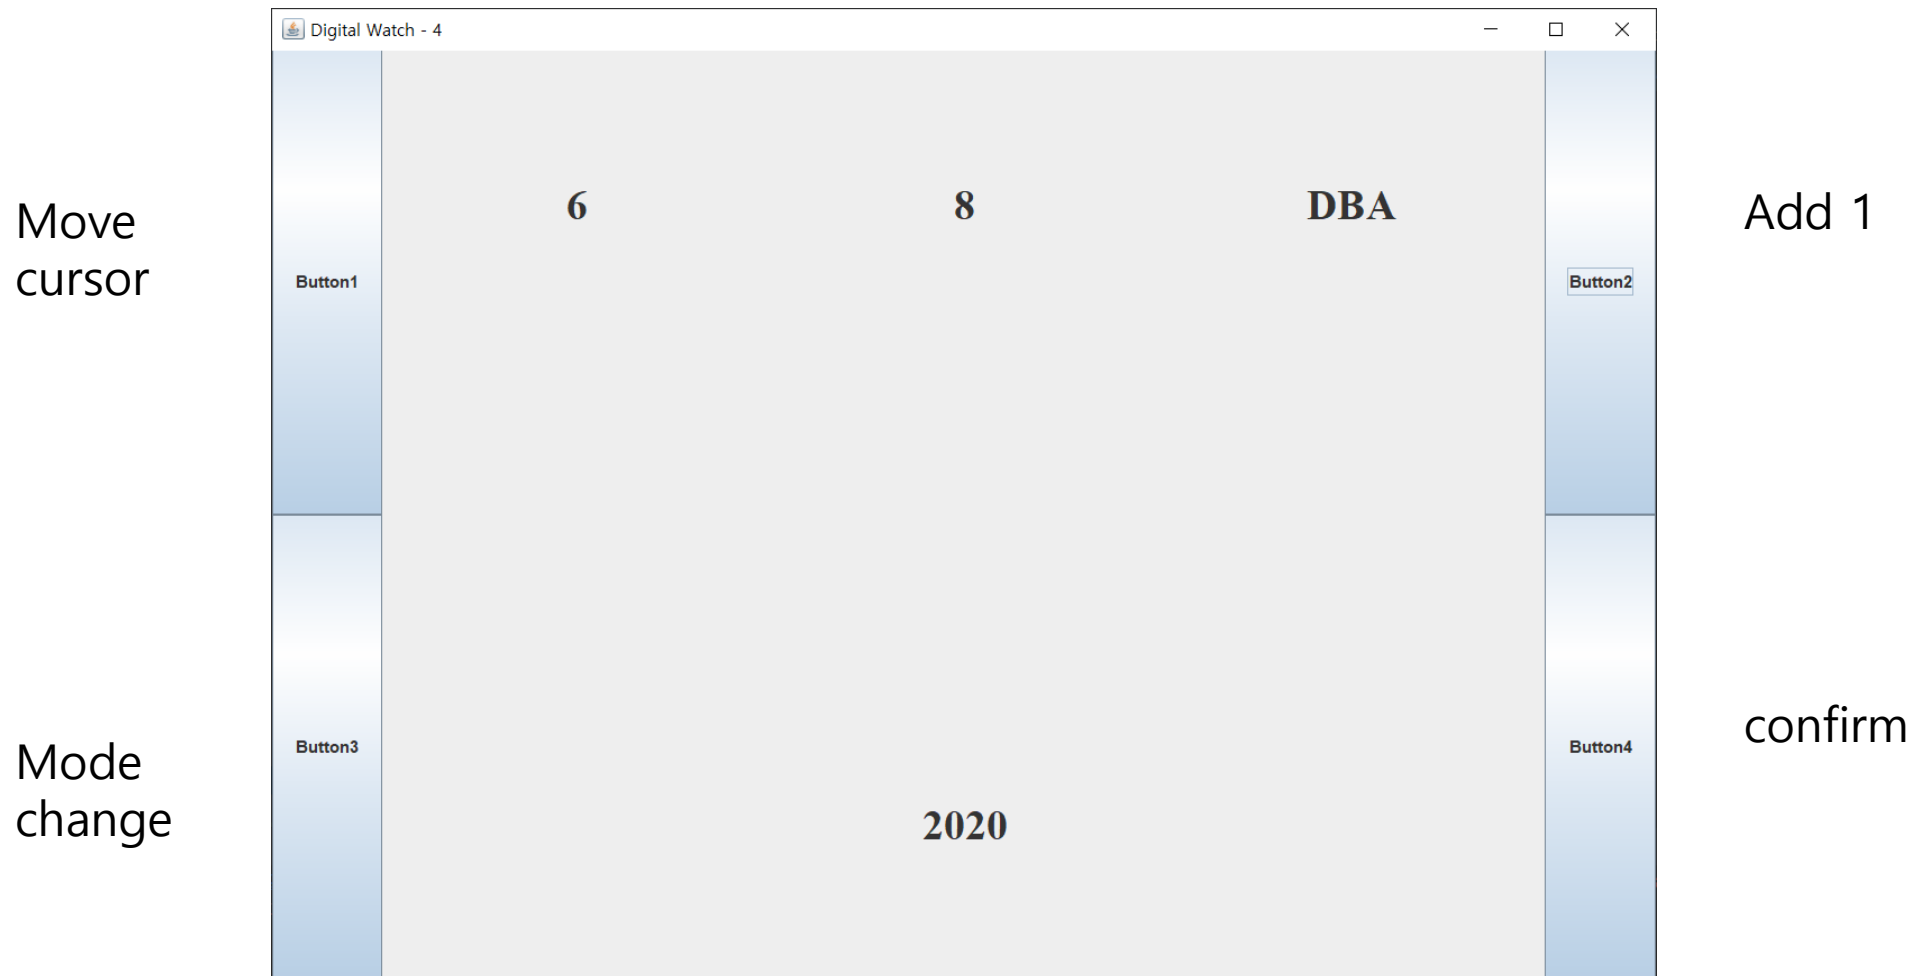 Digital Watch - 4
6 8 DBA
Move
cursor
Add 1
Button1
Button2
Mode
change
Button3
Button4
confirm
2020